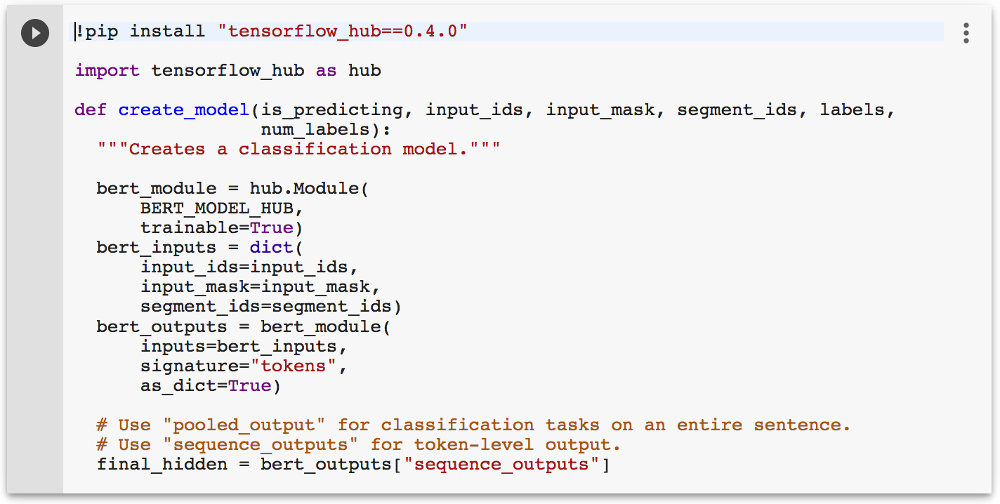 !pip install "tensorflow_hub==0.4.0"
import tensorflow_hub as hub
def create_model(is_predicting, input_ids, input_mask, segment_ids, labels,
                 num_labels):
  """Creates a classification model."""
  bert_module = hub.Module(
      BERT_MODEL_HUB,
      trainable=True)
  bert_inputs = dict(
      input_ids=input_ids,
      input_mask=input_mask,
      segment_ids=segment_ids)
  bert_outputs = bert_module(
      inputs=bert_inputs,
      signature="tokens",
      as_dict=True)
  # Use "pooled_output" for classification tasks on an entire sentence.
  # Use "sequence_outputs" for token-level output.
  final_hidden = bert_outputs["sequence_outputs"]